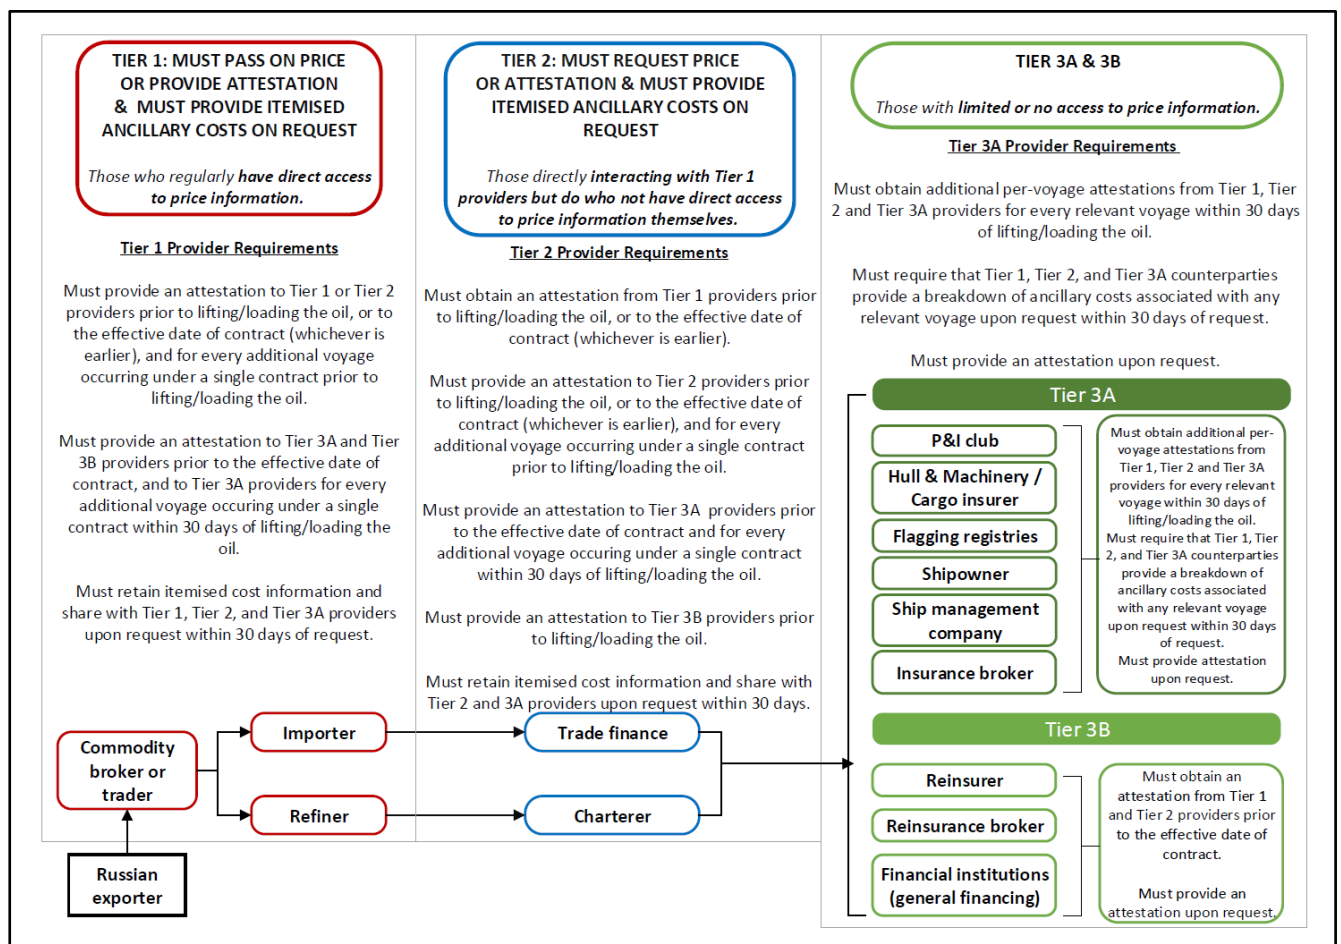 TIER 1: MUST PASS ON PRICE
OR PROVIDE ATTESTATION
& MUST PROVIDE ITEMISED
ANCILLARY COSTS ON REQUEST
Those who regularly have direct access
to price information.
Tier 1 Provider Requirements
Must provide an attestation to Tier 1 or Tier 2
providers prior to lifting/loading the oil, or to
the effective date of contract (whichever is
earlier), and for every additional voyage
occurring under a single contract prior to
lifting/loading the oil.
Must provide an attestation to Tier 3A and Tier
3B providers prior to the effective date of
contract, and to Tier 3A providers for every
additional voyage occuring under a single
contract within 30 days of lifting/loading the
oil.
Must retain itemised cost information and
share with Tier 1, Tier 2, and Tier 3A providers
upon request within 30 days of request.
TIER 2: MUST REQUEST PRICE
OR ATTESTATION & MUST PROVIDE
ITEMISED ANCILLARY COSTS ON
REQUEST
Those directly interacting with Tier 1
providers but do who not have direct access
to price information themselves.
Tier 2 Provider Requirements
Must obtain an attestation from Tier 1 providers prior
to lifting/loading the oil, or to the effective date of
contract (whichever is earlier).
Must provide an attestation to Tier 2 providers prior
to lifting/loading the oil, or to the effective date of
contract (whichever is earlier), and for every
additional voyage occurring under a single contract
prior to lifting/loading the oil.
Must provide an attestation to Tier 3A providers prior
to the effective date of contract and for every
additional voyage occuring under a single contract
within 30 days of lifting/loading the oil.
Must provide an attestation to Tier 3B providers prior
to lifting/loading the oil.
Must retain itemised cost information and share with
Tier 2 and 3A providers upon request within 30 days.
TIER 3A & 3B
Those with limited or no access to price information.
Tier 3A Provider Requirements
Must obtain additional per-voyage attestations from Tier 1, Tier
2 and Tier 3A providers for every relevant voyage within 30 days
of lifting/loading the oil.
Must require that Tier 1, Tier 2, and Tier 3A counterparties
provide a breakdown of ancillary costs associated with any
relevant voyage upon request within 30 days of request.
Must provide an attestation upon request.
Tier 3A
P&I club
Hull & Machinery /
Cargo insurer
Flagging registries
Shipowner
Ship management
company
Insurance broker
Must obtain additional per-
voyage attestations from
Tier 1, Tier 2 and Tier 3A
providers for every relevant
voyage within 30 days of
lifting/loading the oil.
Must require that Tier 1, Tier
2, and Tier 3A counterparties
provide a breakdown of
ancillary costs associated
with any relevant voyage
upon request within 30 days
of request.
Must provide attestation
upon request.
Tier 3B
Reinsurer
Reinsurance broker
Financial institutions
(general financing)
Must obtain an
attestation from Tier 1
and Tier 2 providers prior
to the effective date of
contract.
Must provide an
attestation upon request.
Commodity
broker or
trader
Importer
Refiner
Trade finance
Charterer
Russian
exporter